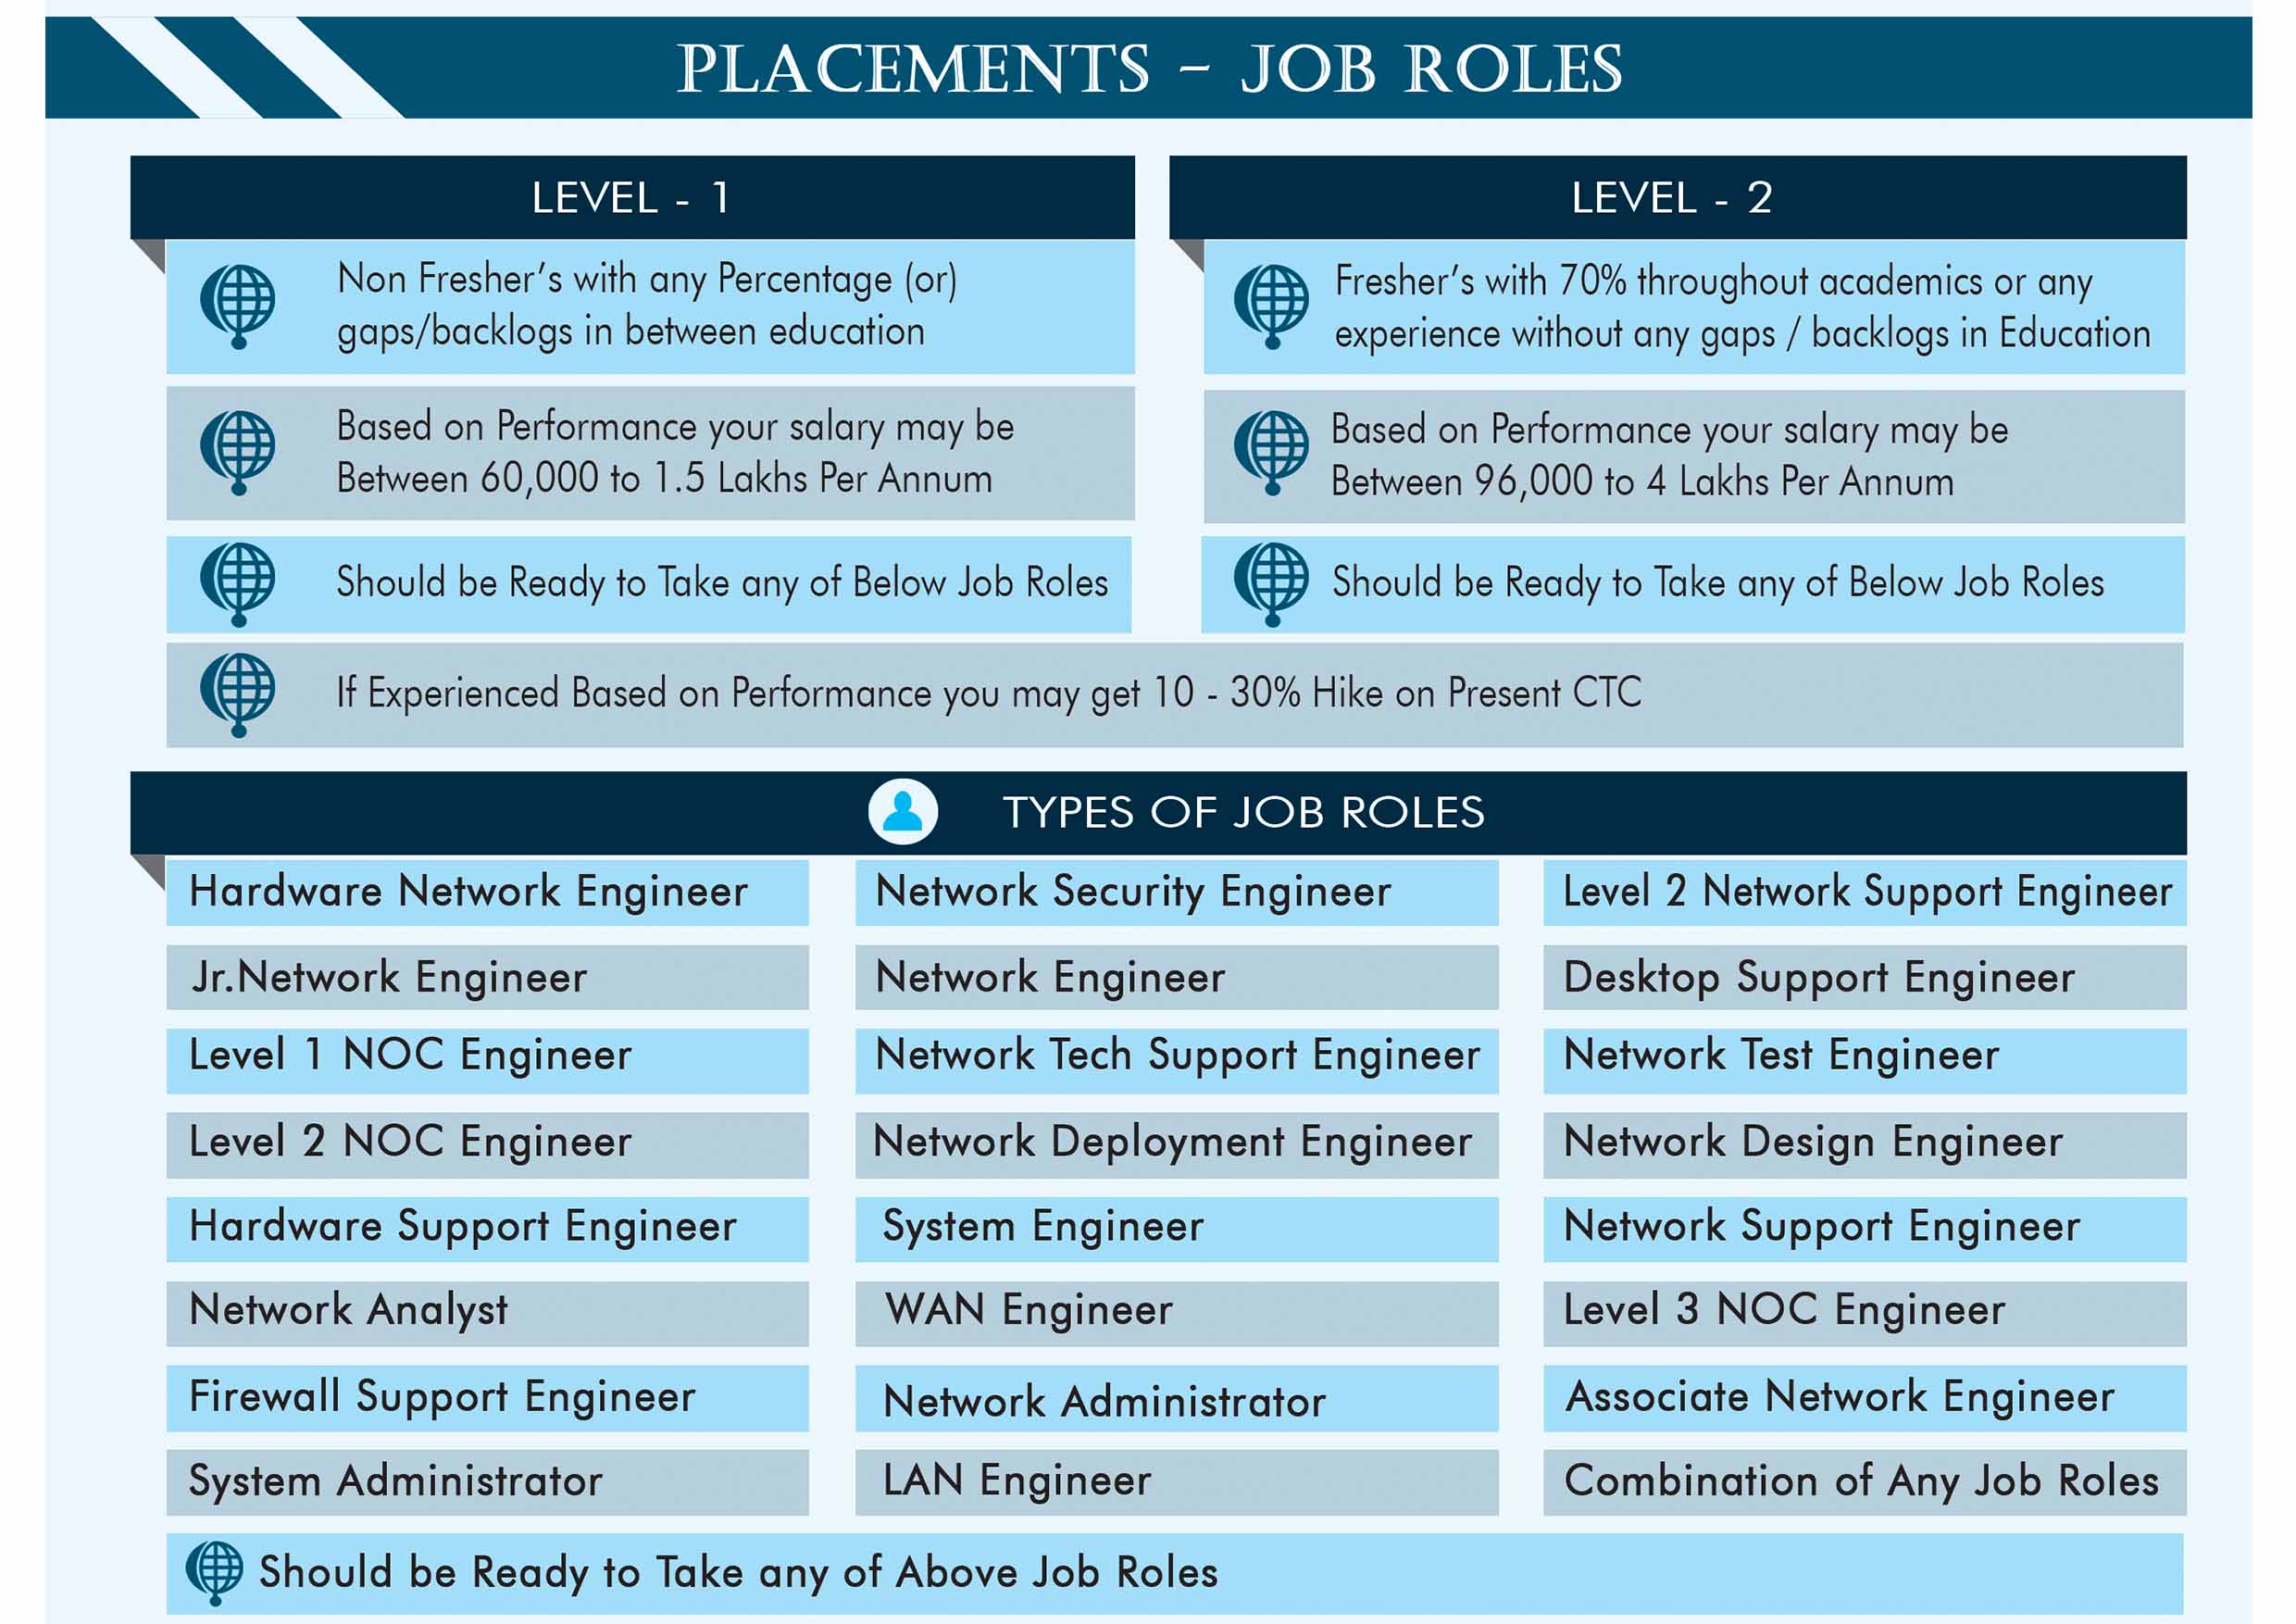 PLACEMENTS - JOB ROLES
LEVEL - 1
Non Fresher's with any Percentage (or)
gaps/backlogs in between education
Based on Performance your salary may be
Between 60,000 to 1.5 Lakhs Per Annum
Should be Ready to Take any of Below Job Roles
LEVEL - 2
Fresher's with 70% throughout academics or any
experience without any gaps / backlogs in Education
Based on Performance your salary may be
Between 96,000 to 4 Lakhs Per Annum
Should be Ready to Take any of Below Job Roles
If Experienced Based on Performance you may get 10 - 30% Hike on Present CTC
TYPES OF JOB ROLES
Hardware Network Engineer
Jr.Network Engineer
Level 1 NOC Engineer
Level 2 NOC Engineer
Hardware Support Engineer
Network Analyst
Firewall Support Engineer
System Administrator
Network Security Engineer
Network Engineer
Network Tech Support Engineer
Network Deployment Engineer
System Engineer
WAN Engineer
Network Administrator
LAN Engineer
Level 2 Network Support Engineer
Desktop Support Engineer
Network Test Engineer
Network Design Engineer
Network Support Engineer
Level 3 NOC Engineer
Associate Network Engineer
Combination of Any Job Roles
Should be Ready to Take any of Above Job Roles